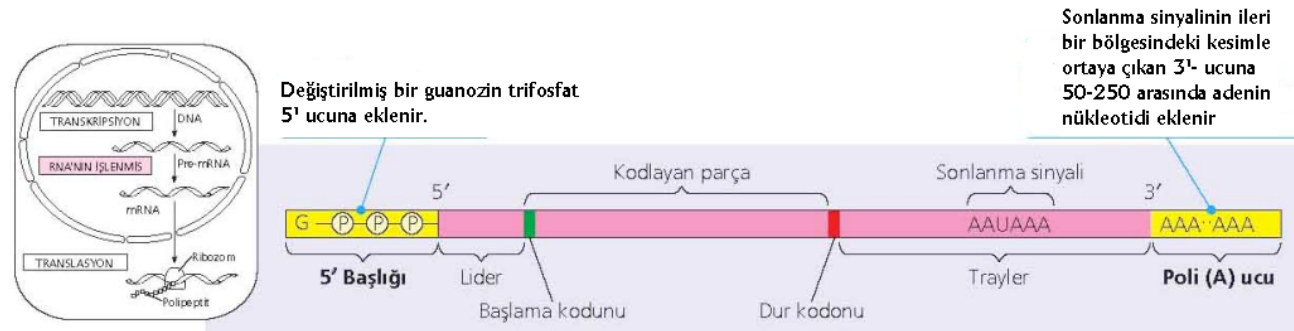 Sonlanma sinyalinin ileri
bir bölgesindeki kesimle
ortaya çıkan 3'- ucuna
50-250 arasında adenin
nükleotidi eklenir
Değiştirilmiş bir guanozin trifosfat
5' ucuna eklenir.
TRANSKRİPSİYON
DNA
RNA'NIN İŞLENMİS
Pre-mRNA
mRNA
TRANSLASYON
Ribozom
Polipeptit
5′
Kodlayan parça
Sonlanma sinyali
3′
G P P P
AAUAAA
AAA··AAA
5′ Başlığı
Lider
Trayler
Poli (A) ucu
Başlama kodunu
Dur kodonu